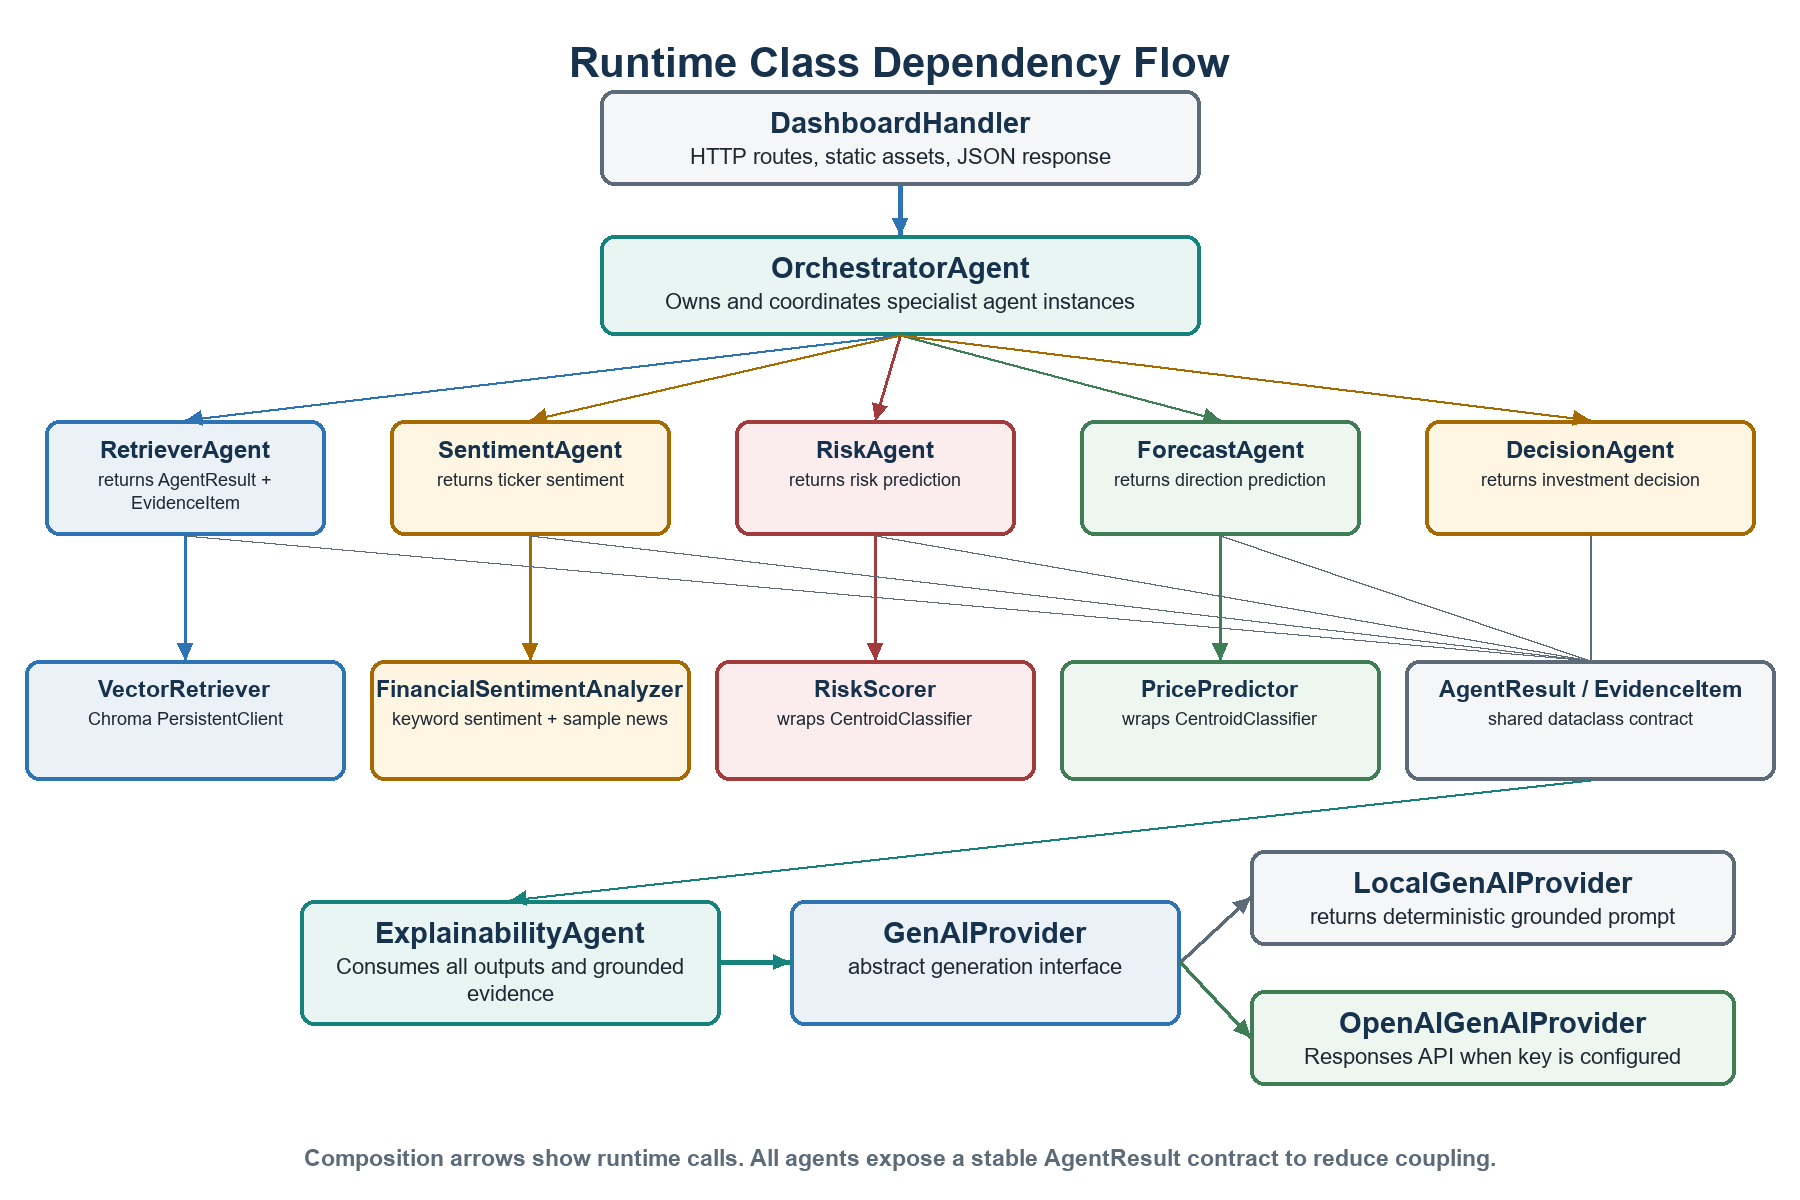 Runtime Class Dependency Flow
DashboardHandler
HTTP routes, static assets, JSON response
OrchestratorAgent
Owns and coordinates specialist agent instances
RetrieverAgent
returns AgentResult +
EvidenceItem
SentimentAgent
returns ticker sentiment
RiskAgent
returns risk prediction
ForecastAgent
returns direction prediction
DecisionAgent
returns investment decision
VectorRetriever
Chroma PersistentClient
FinancialSentimentAnalyzer
keyword sentiment + sample news
RiskScorer
wraps CentroidClassifier
PricePredictor
wraps CentroidClassifier
AgentResult / EvidenceItem
shared dataclass contract
ExplainabilityAgent
Consumes all outputs and grounded
evidence
GenAIProvider
abstract generation interface
LocalGenAIProvider
returns deterministic grounded prompt
OpenAIGenAIProvider
Responses API when key is configured
Composition arrows show runtime calls. All agents expose a stable AgentResult contract to reduce coupling.